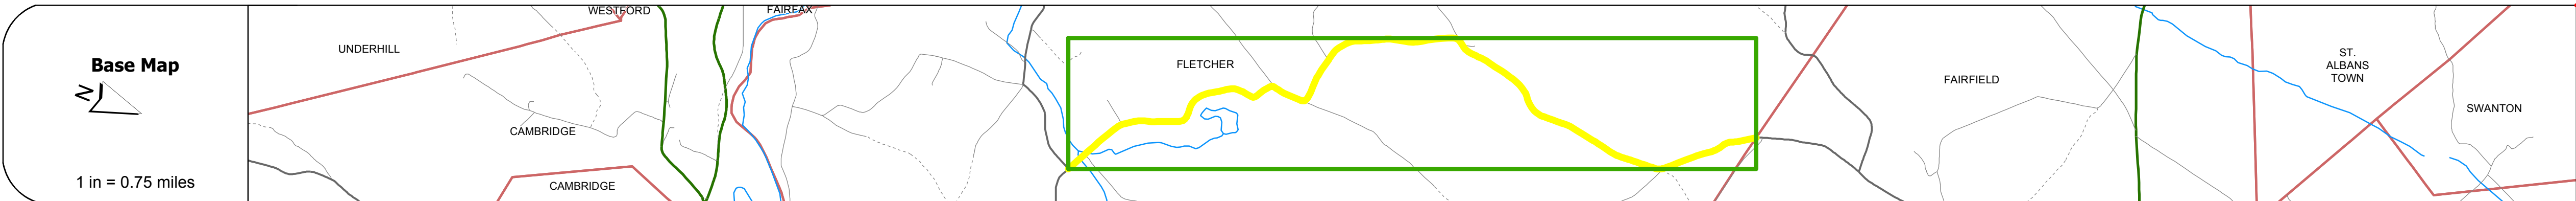 Base Map
N
1 in = 0.75 miles
UNDERHILL
WESTFORD
FAIRFAX
CAMBRIDGE
CAMBRIDGE
FLETCHER
FAIRFIELD
ST.
ALBANS
TOWN
SWANTON